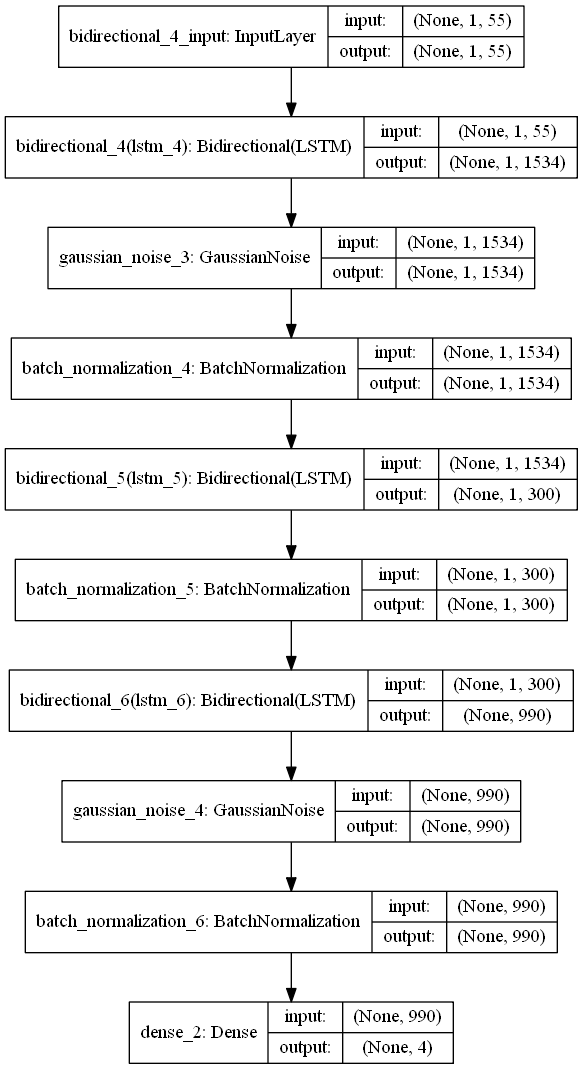 bidirectional_4_input: InputLayer
input: (None, 1, 55)
output: (None, 1, 55)
bidirectional_4(lstm_4): Bidirectional(LSTM)
input: (None, 1, 55)
output: (None, 1, 1534)
gaussian_noise_3: GaussianNoise
input: (None, 1, 1534)
output: (None, 1, 1534)
batch_normalization_4: BatchNormalization
input: (None, 1, 1534)
output: (None, 1, 1534)
bidirectional_5(lstm_5): Bidirectional(LSTM)
input: (None, 1, 1534)
output: (None, 1, 300)
batch_normalization_5: BatchNormalization
input: (None, 1, 300)
output: (None, 1, 300)
bidirectional_6(lstm_6): Bidirectional(LSTM)
input: (None, 1, 300)
output: (None, 990)
gaussian_noise_4: GaussianNoise
input: (None, 990)
output: (None, 990)
batch_normalization_6: BatchNormalization
input: (None, 990)
output: (None, 990)
dense_2: Dense
input: (None, 990)
output: (None, 4)